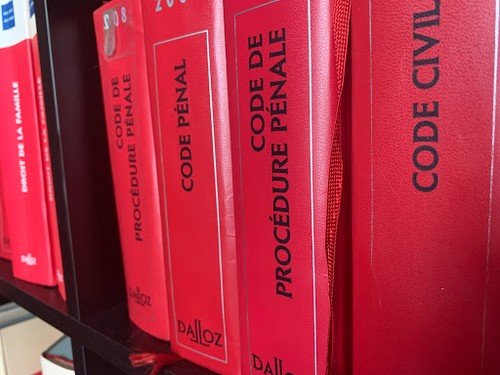 DROIT DE LA FAMILLE
DALLOZ
CODE DE
PROCÉDURE PÉNALE
DALLOZ
CODE PÉNAL
DALLOZ
CODE DE
PROCÉDURE PÉNALE
CODE CIVIL